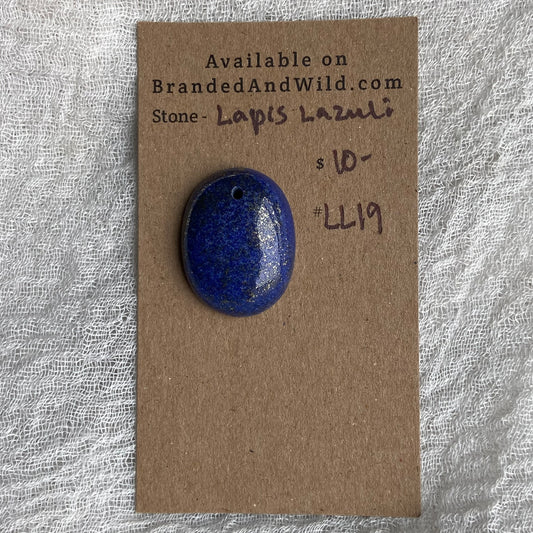 Available on
BrandedAndWild.com
Stone - Lapis Lazuli
$ 10-
#LL19